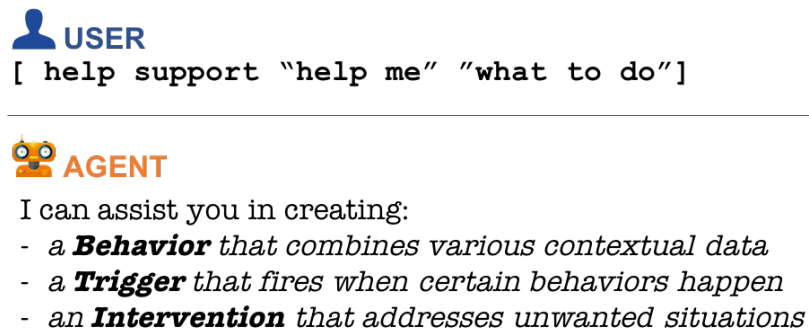 USER
[ help support “help me” ”what to do”]
AGENT
I can assist you in creating:
- a Behavior that combines various contextual data
- a Trigger that fires when certain behaviors happen
- an Intervention that addresses unwanted situations